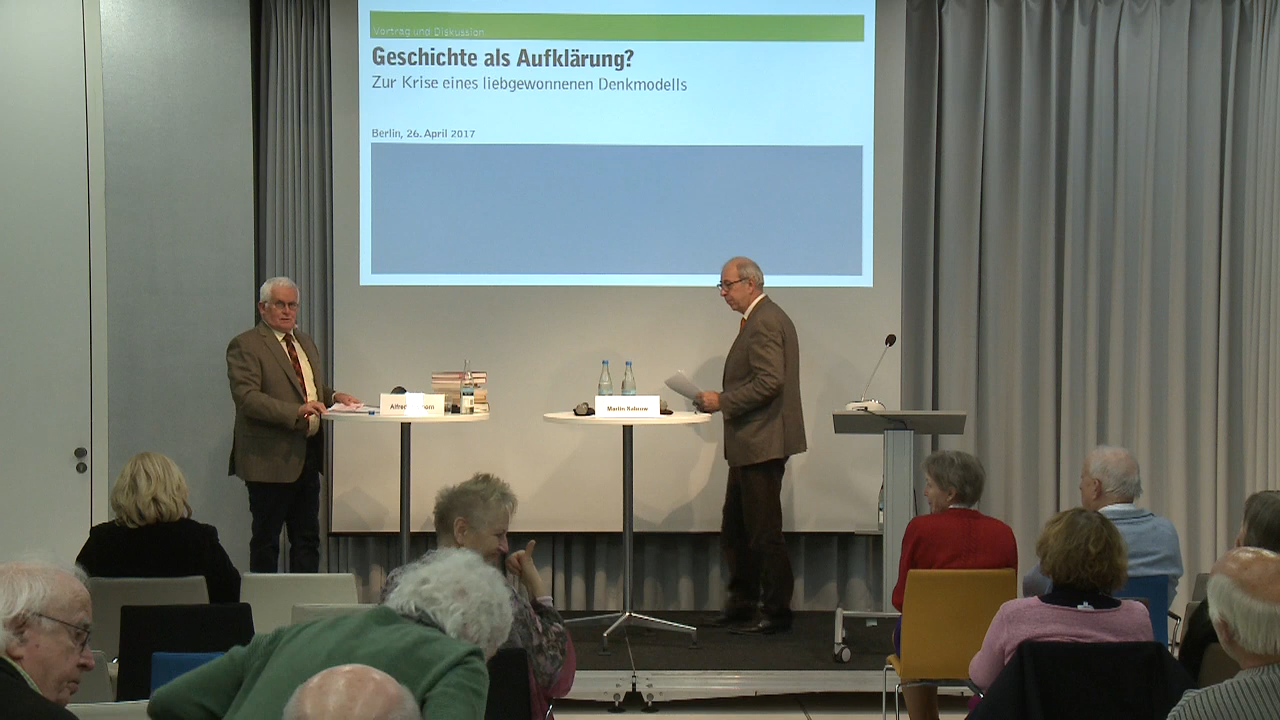 Vortrag und Diskussion
Geschichte als Aufklärung?
Zur Krise eines liebgewonnenen Denkmodells
Berlin, 26. April 2017
Martin Sabrow